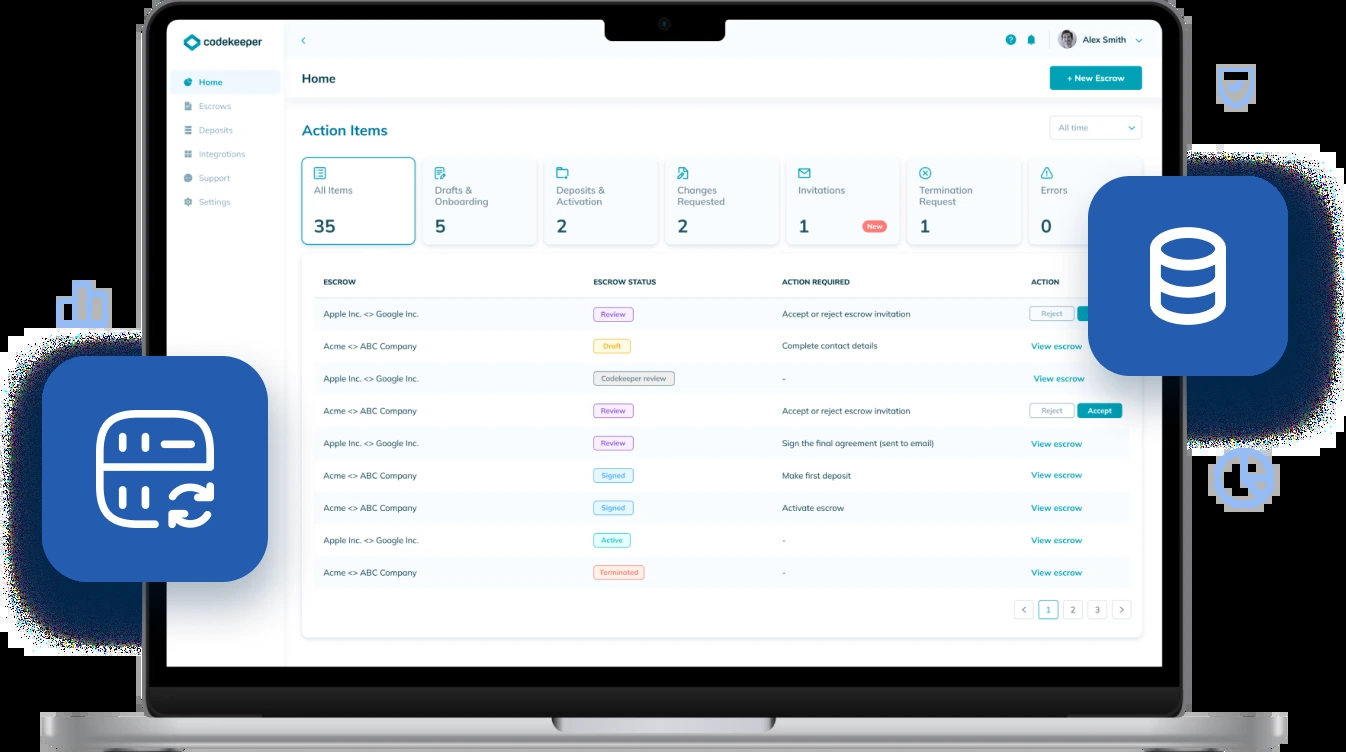 codekeeper
Alex Smith
Home
Escrows
Deposits
Integrations
Support
Settings
Home
+ New Escrow
Action Items
All time
All Items
35
Drafts &
Onboarding
5
Deposits &
Activation
2
Changes
Requested
2
Invitations
1
New
Termination
Request
1
Errors
0
ESCROW ESCROW STATUS ACTION REQUIRED ACTION
Apple Inc. <> Google Inc. Review Accept or reject escrow invitation Reject
Acme <> ABC Company Draft Complete contact details View escrow
Apple Inc. <> Google Inc. Codekeeper review - View escrow
Acme <> ABC Company Review Accept or reject escrow invitation Reject Accept
Apple Inc. <> Google Inc. Review Sign the final agreement (sent to email) View escrow
Acme <> ABC Company Signed Make first deposit View escrow
Acme <> ABC Company Signed Activate escrow View escrow
Apple Inc. <> Google Inc. Active - View escrow
Acme <> ABC Company Terminated - View escrow
< 1 2 3 >